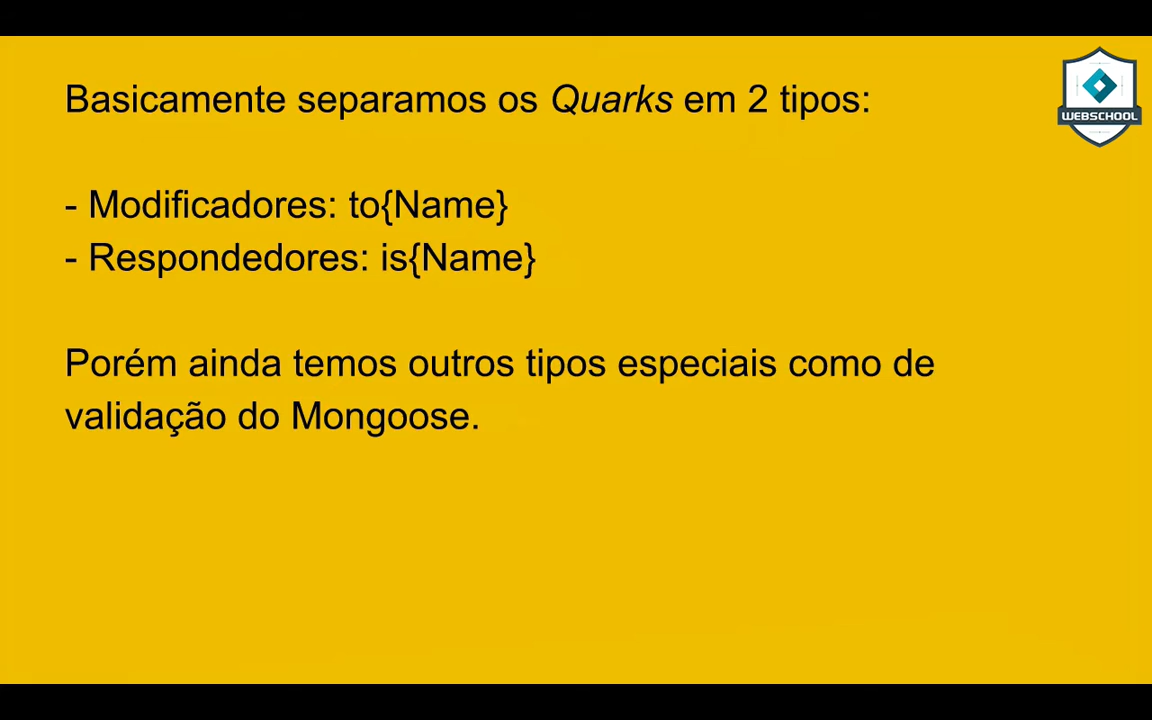 Basicamente separamos os Quarks em 2 tipos:
WEBSCHOOL
- Modificadores: to{Name}
- Respondedores: is{Name}
Porém ainda temos outros tipos especiais como de
validação do Mongoose.